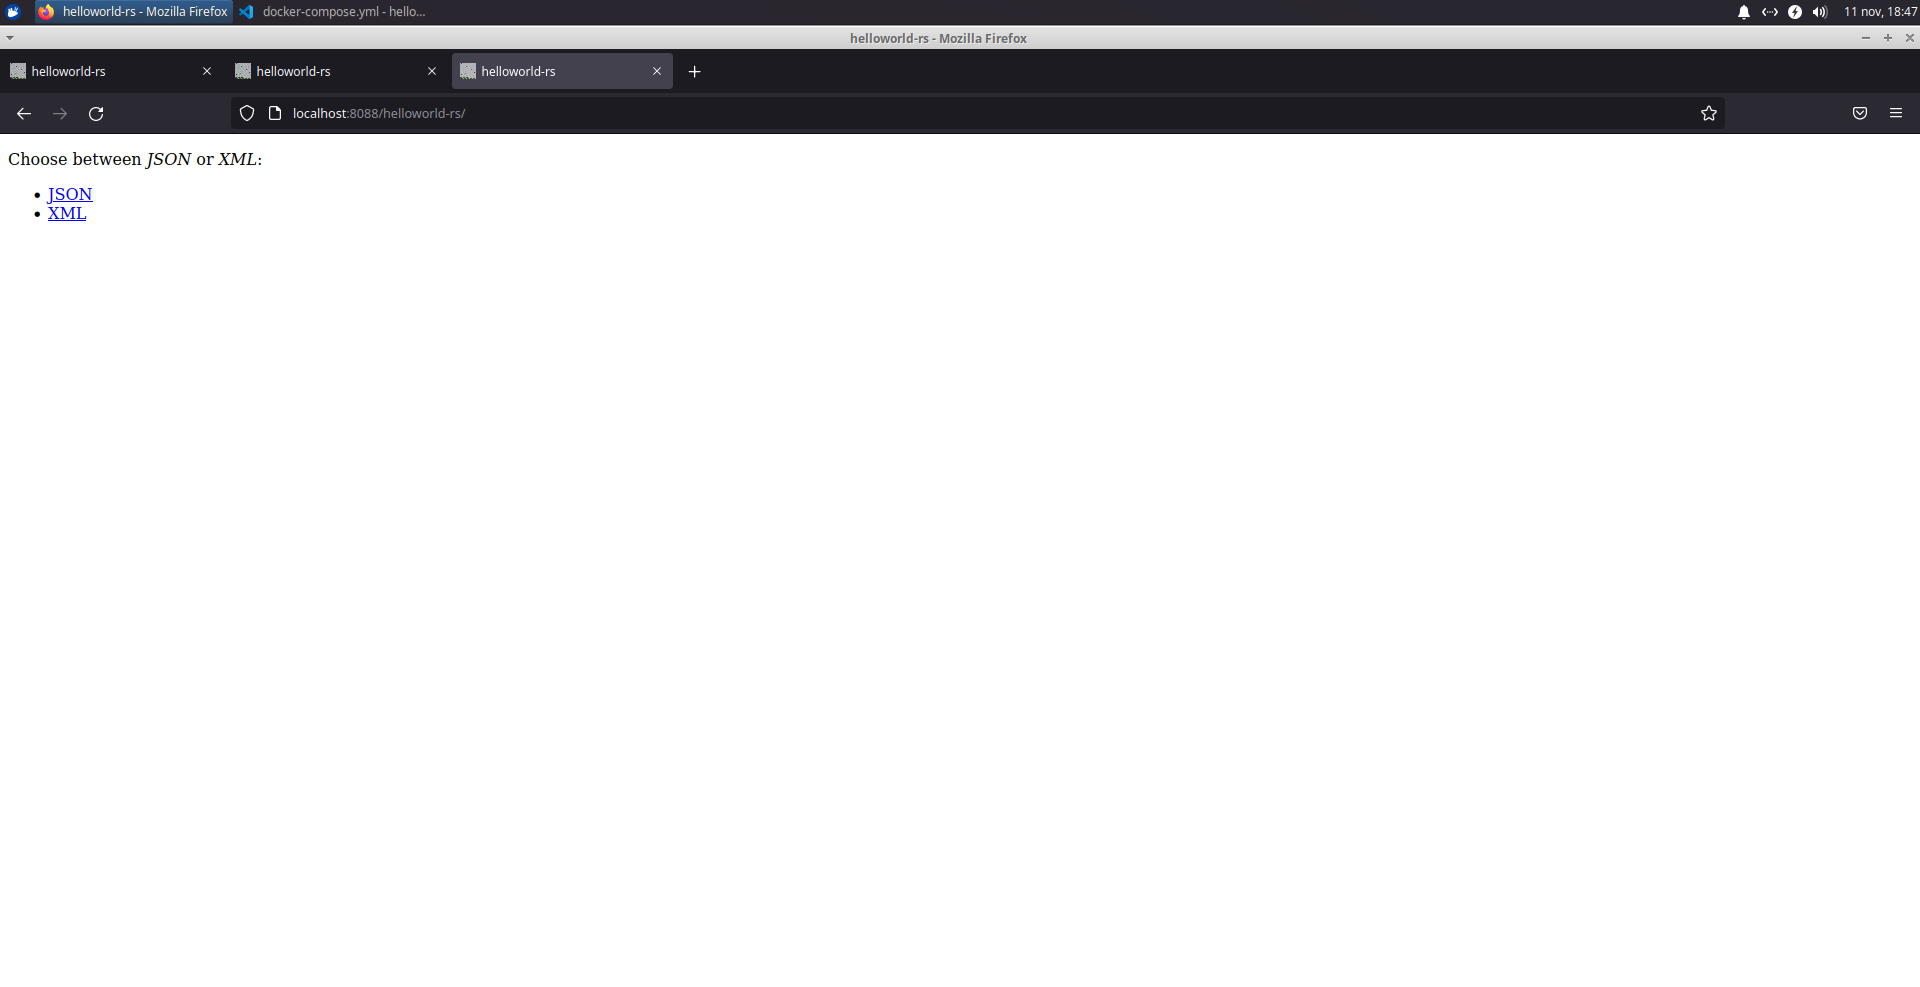 helloworld-rs - Mozilla Firefox docker-compose.yml - hello... 11 nov, 18:47
helloworld-rs - Mozilla Firefox
helloworld-rs helloworld-rs helloworld-rs
localhost:8088/helloworld-rs/
Choose between JSON or XML:
• JSON
• XML